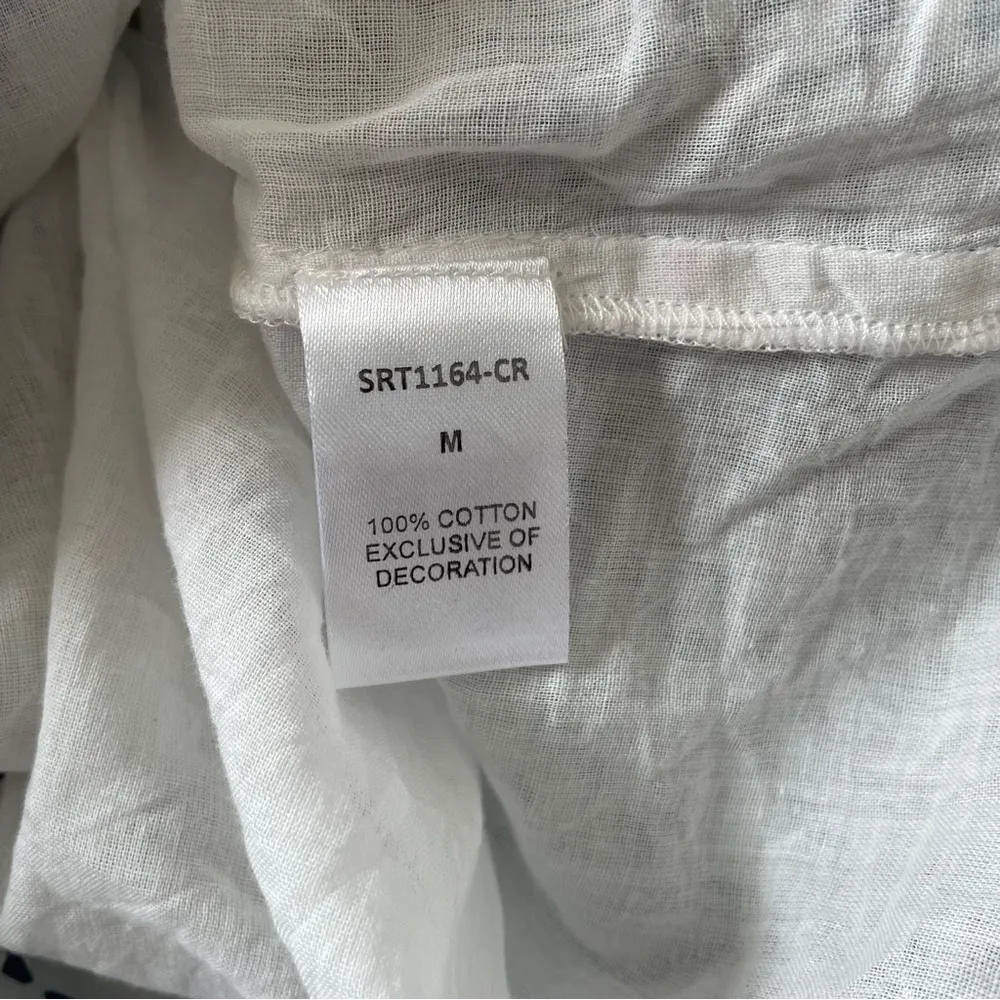 SRT1164-CR
M
100% COTTON
EXCLUSIVE OF
DECORATION